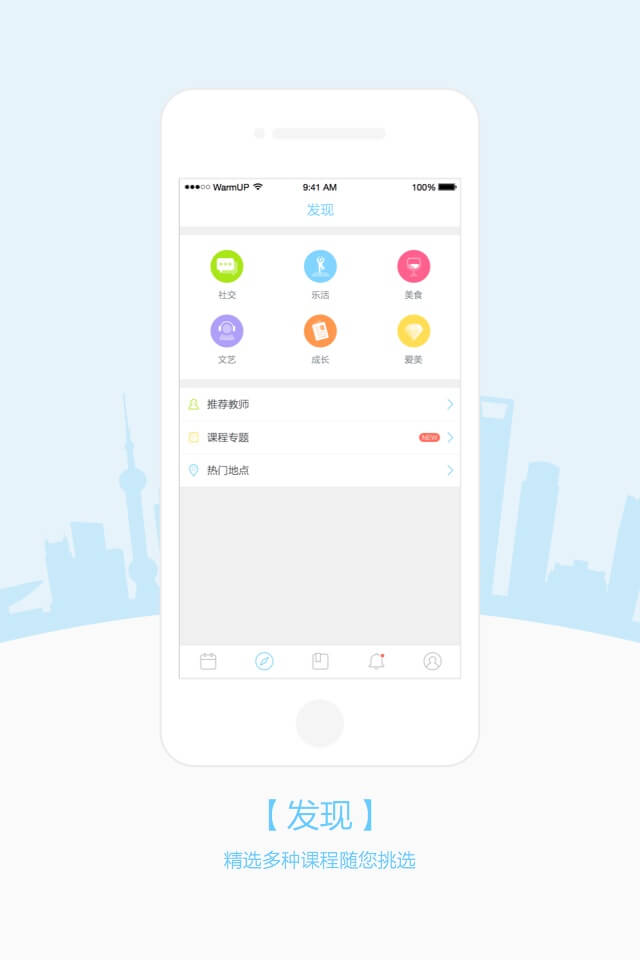 WarmUP 9:41 AM 100%
发现
社交 乐活 美食
文艺 成长 爱美
推荐教师
课程专题 NEW
热门地点
【发现】
精选多种课程随您挑选